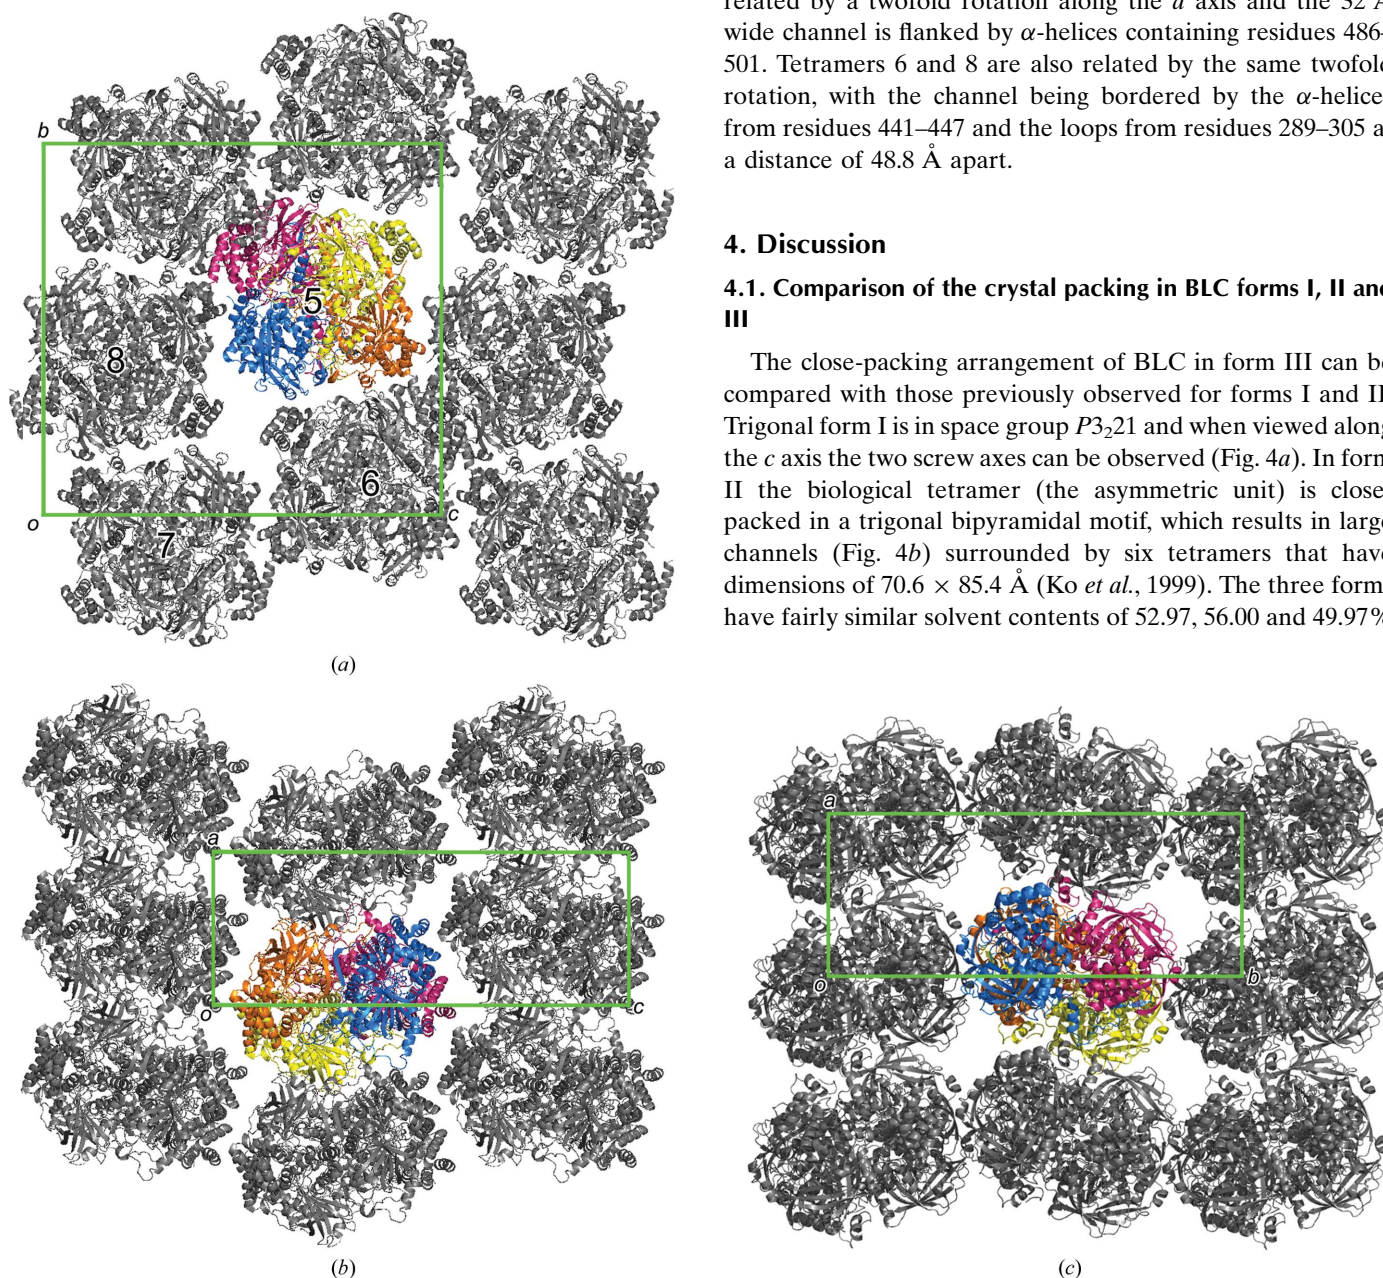 related by a twofold rotation along the a axis and the 32 Å
wide channel is flanked by α-helices containing residues 486–
501. Tetramers 6 and 8 are also related by the same twofold
rotation, with the channel being bordered by the α-helice
from residues 441–447 and the loops from residues 289–305 a
a distance of 48.8 Å apart.
4. Discussion
4.1. Comparison of the crystal packing in BLC forms I, II and
III
The close-packing arrangement of BLC in form III can be
compared with those previously observed for forms I and II
Trigonal form I is in space group P3₂21 and when viewed along
the c axis the two screw axes can be observed (Fig. 4a). In form
II the biological tetramer (the asymmetric unit) is close
packed in a trigonal bipyramidal motif, which results in large
channels (Fig. 4b) surrounded by six tetramers that have
dimensions of 70.6 × 85.4 Å (Ko et al., 1999). The three form
have fairly similar solvent contents of 52.97, 56.00 and 49.97%
b
5
8
6
7
o
c
(a)
a
o
c
(b)
a
o
b
(c)